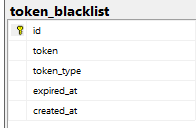 token_blacklist
id
token
token_type
expired_at
created_at